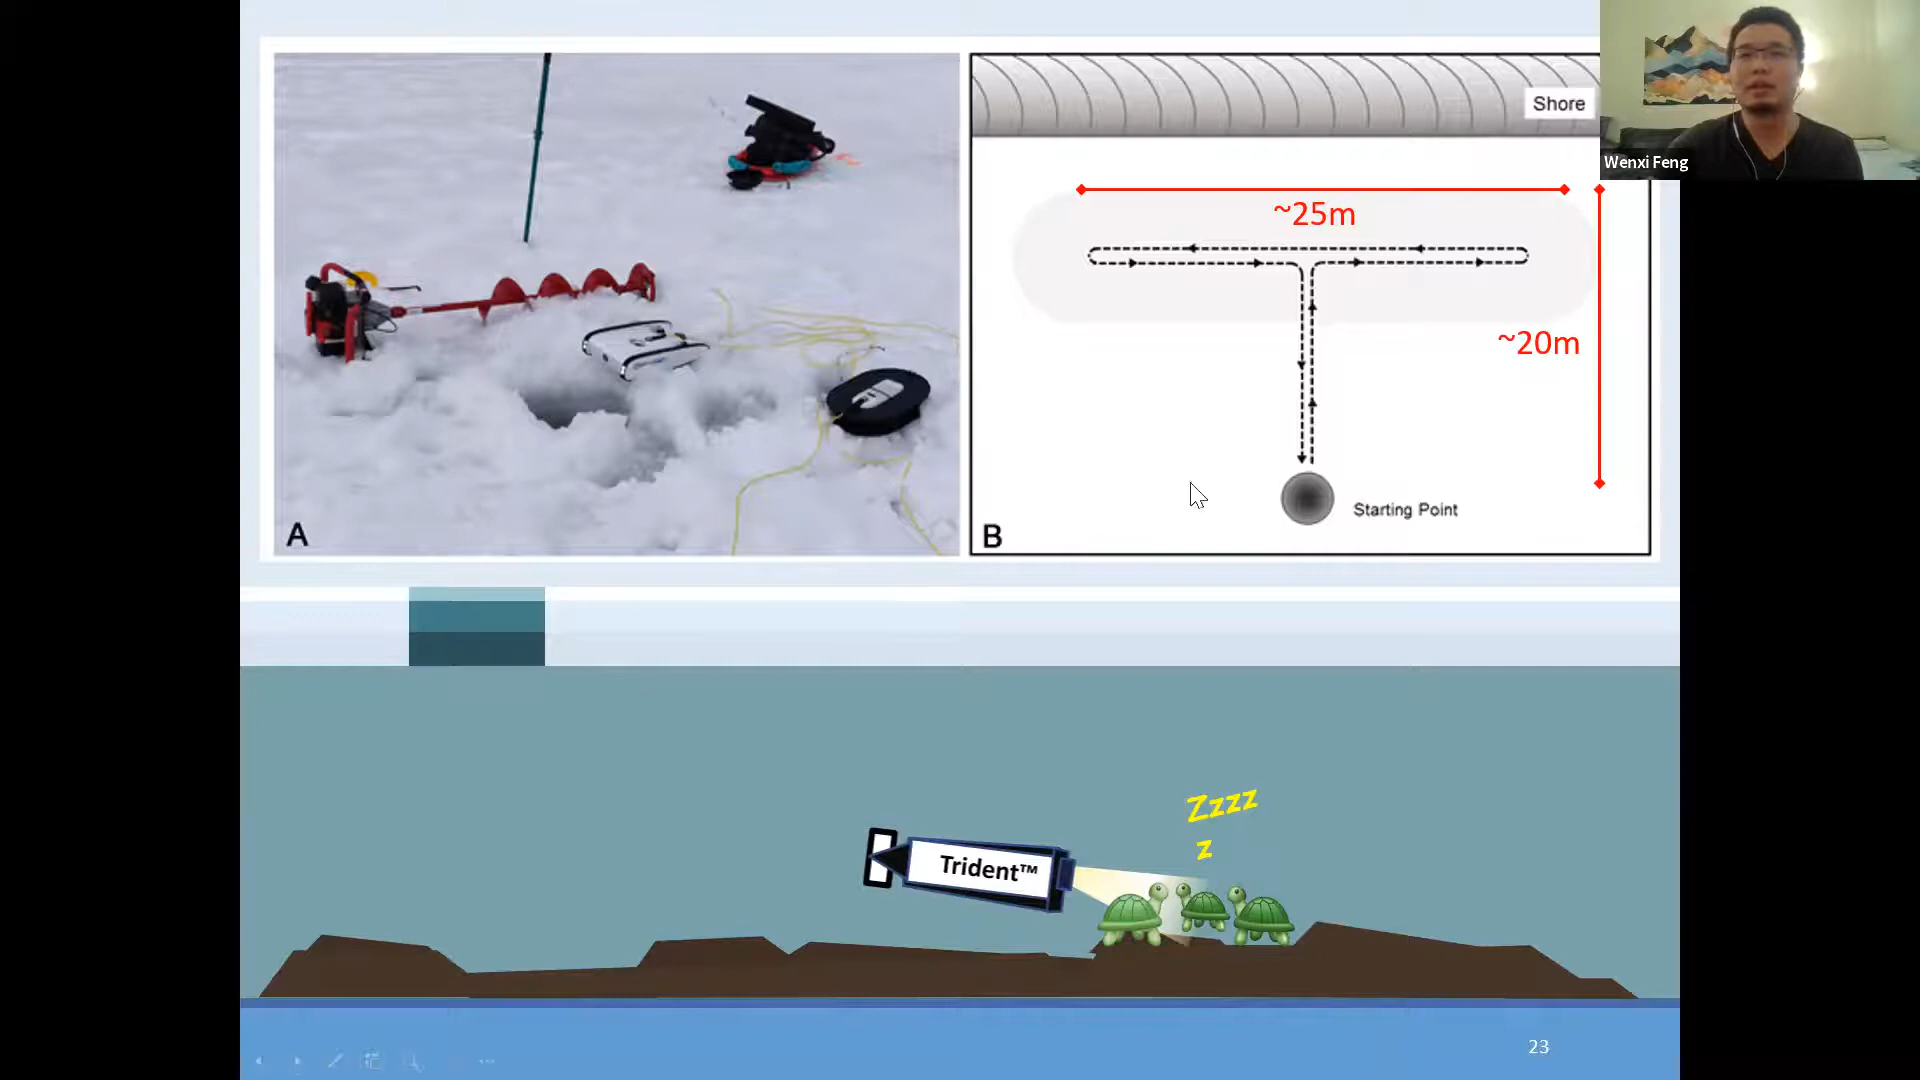 Shore
Wenxi Feng
~25m
~20m
Starting Point
A
B
Zzzz
z
Trident™
23